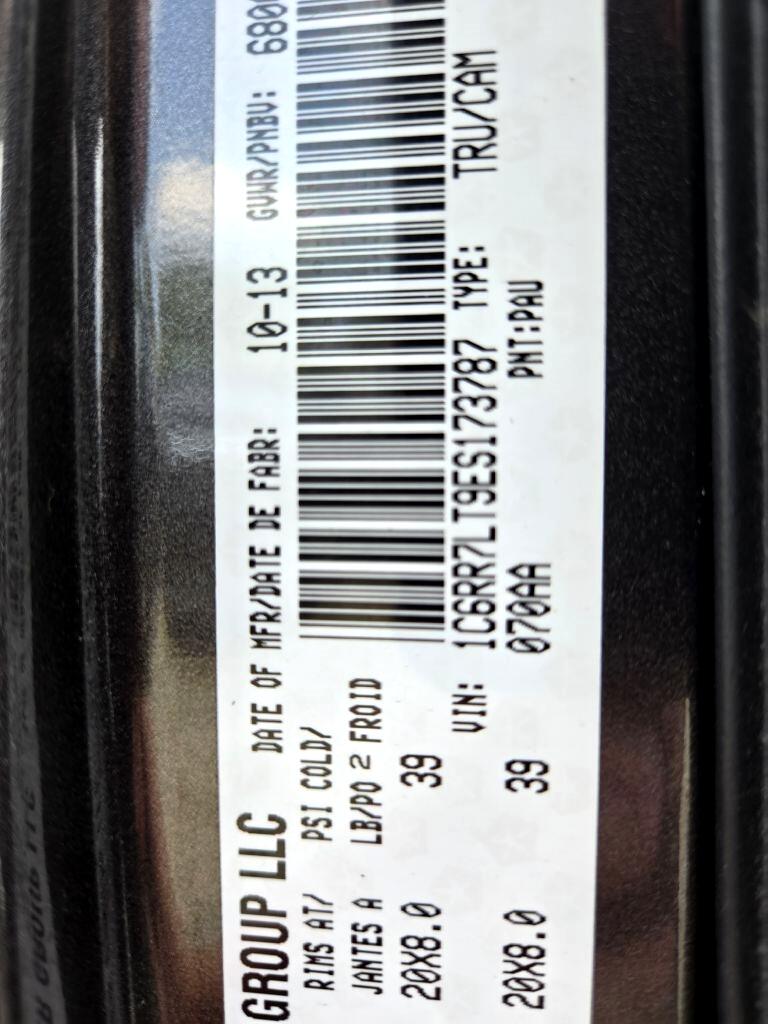 GROUP LLC DATE OF MFR/DATE DE FABR: 10-13 GVWR/PNBV: 680
RIMS AT/ PSI COLD/
JANTES A LB/PO 2 FROID
20X8.0 39
VIN: 1C6RR7LT9ES173787 TYPE: TRU/CAM
20X8.0 39 070AA PNT:PAU